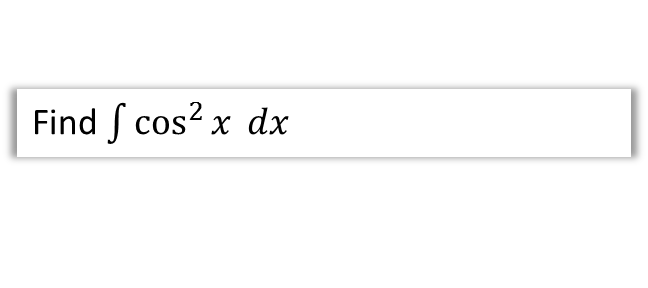 Find ∫ cos² x dx